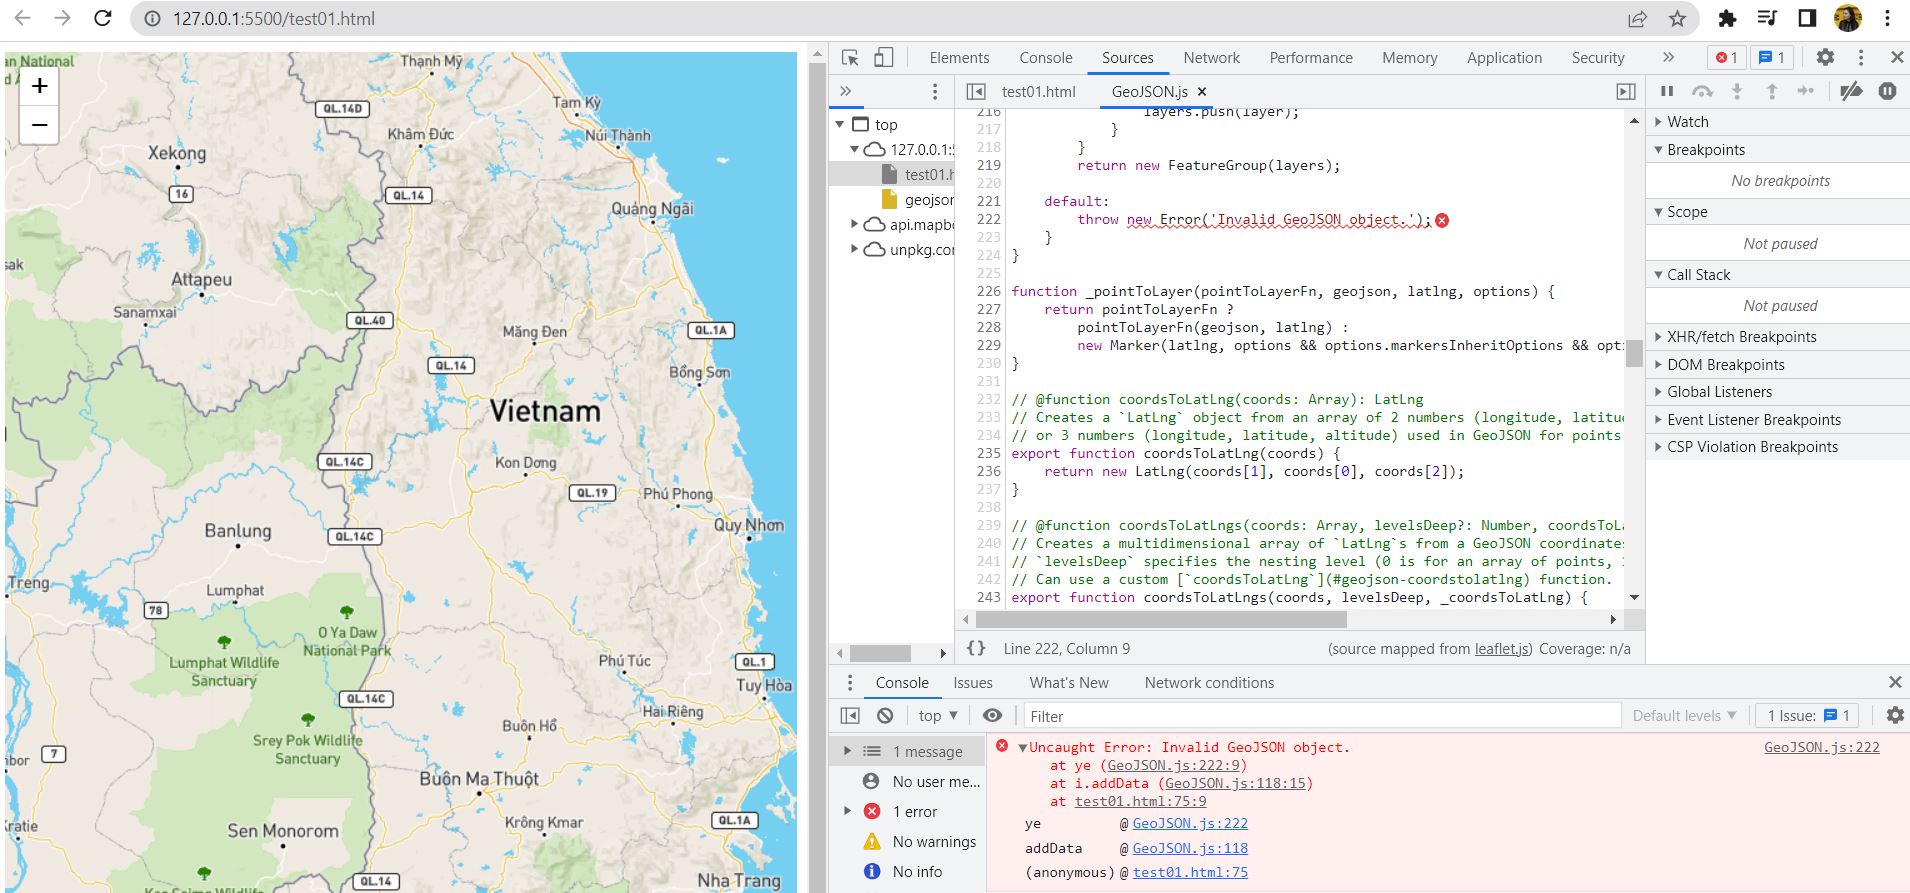 127.0.0.1:5500/test01.html
an National
+
−
Thạnh Mỹ
QL.14D
Tam Kỳ
Khâm Đức
Núi Thành
Xekong
16
QL.14
Quảng Ngãi
sak
Attapeu
Sanamxai
QL.40
Măng Đen
QL.1A
QL.14
Bồng Sơn
Vietnam
QL.14C
Kon Dơng
QL.19
Phú Phong
Banlung
QL.14C
Quy Nhơn
Treng
Lumphat
78
O Ya Daw
National Park
Lumphat Wildlife
Sanctuary
Phú Túc
QL.1
QL.14C
Tuy Hòa
Hai Riêng
Srey Pok Wildlife
Sanctuary
Buôn Hồ
7
Buôn Ma Thuột
Kratie
Sen Monorom
Krông Kmar
QL.1A
QL.14
Nha Trang
Elements Console Sources Network Performance Memory Application Security » 1 1
» test01.html GeoJSON.js ×
top
127.0.0.1:5
test01.h
geojson
api.mapbo
unpkg.cor
216 layers.push(layer);
217 }
218 }
219 return new FeatureGroup(layers);
220
221 default:
222 throw new Error('Invalid GeoJSON object.');
223 }
224 }
225
226 function _pointToLayer(pointToLayerFn, geojson, latlng, options) {
227 return pointToLayerFn ?
228 pointToLayerFn(geojson, latlng) :
229 new Marker(latlng, options && options.markersInheritOptions && opti
230 }
231
232 // @function coordsToLatLng(coords: Array): LatLng
233 // Creates a `LatLng` object from an array of 2 numbers (longitude, latitud
234 // or 3 numbers (longitude, latitude, altitude) used in GeoJSON for points
235 export function coordsToLatLng(coords) {
236 return new LatLng(coords[1], coords[0], coords[2]);
237 }
238
239 // @function coordsToLatLngs(coords: Array, levelsDeep?: Number, coordsToLa
240 // Creates a multidimensional array of `LatLng`s from a GeoJSON coordinates
241 // `levelsDeep` specifies the nesting level (0 is for an array of points, 1
242 // Can use a custom [`coordsToLatLng`](#geojson-coordstolatlng) function.
243 export function coordsToLatLngs(coords, levelsDeep, _coordsToLatLng) {
{} Line 222, Column 9 (source mapped from leaflet.js) Coverage: n/a
Watch
Breakpoints
No breakpoints
Scope
Not paused
Call Stack
Not paused
XHR/fetch Breakpoints
DOM Breakpoints
Global Listeners
Event Listener Breakpoints
CSP Violation Breakpoints
Console Issues What's New Network conditions
top Filter Default levels 1 Issue: 1
1 message
No user me...
1 error
No warnings
No info
Uncaught Error: Invalid GeoJSON object. GeoJSON.js:222
at ye (GeoJSON.js:222:9)
at i.addData (GeoJSON.js:118:15)
at test01.html:75:9
ye @ GeoJSON.js:222
addData @ GeoJSON.js:118
(anonymous) @ test01.html:75